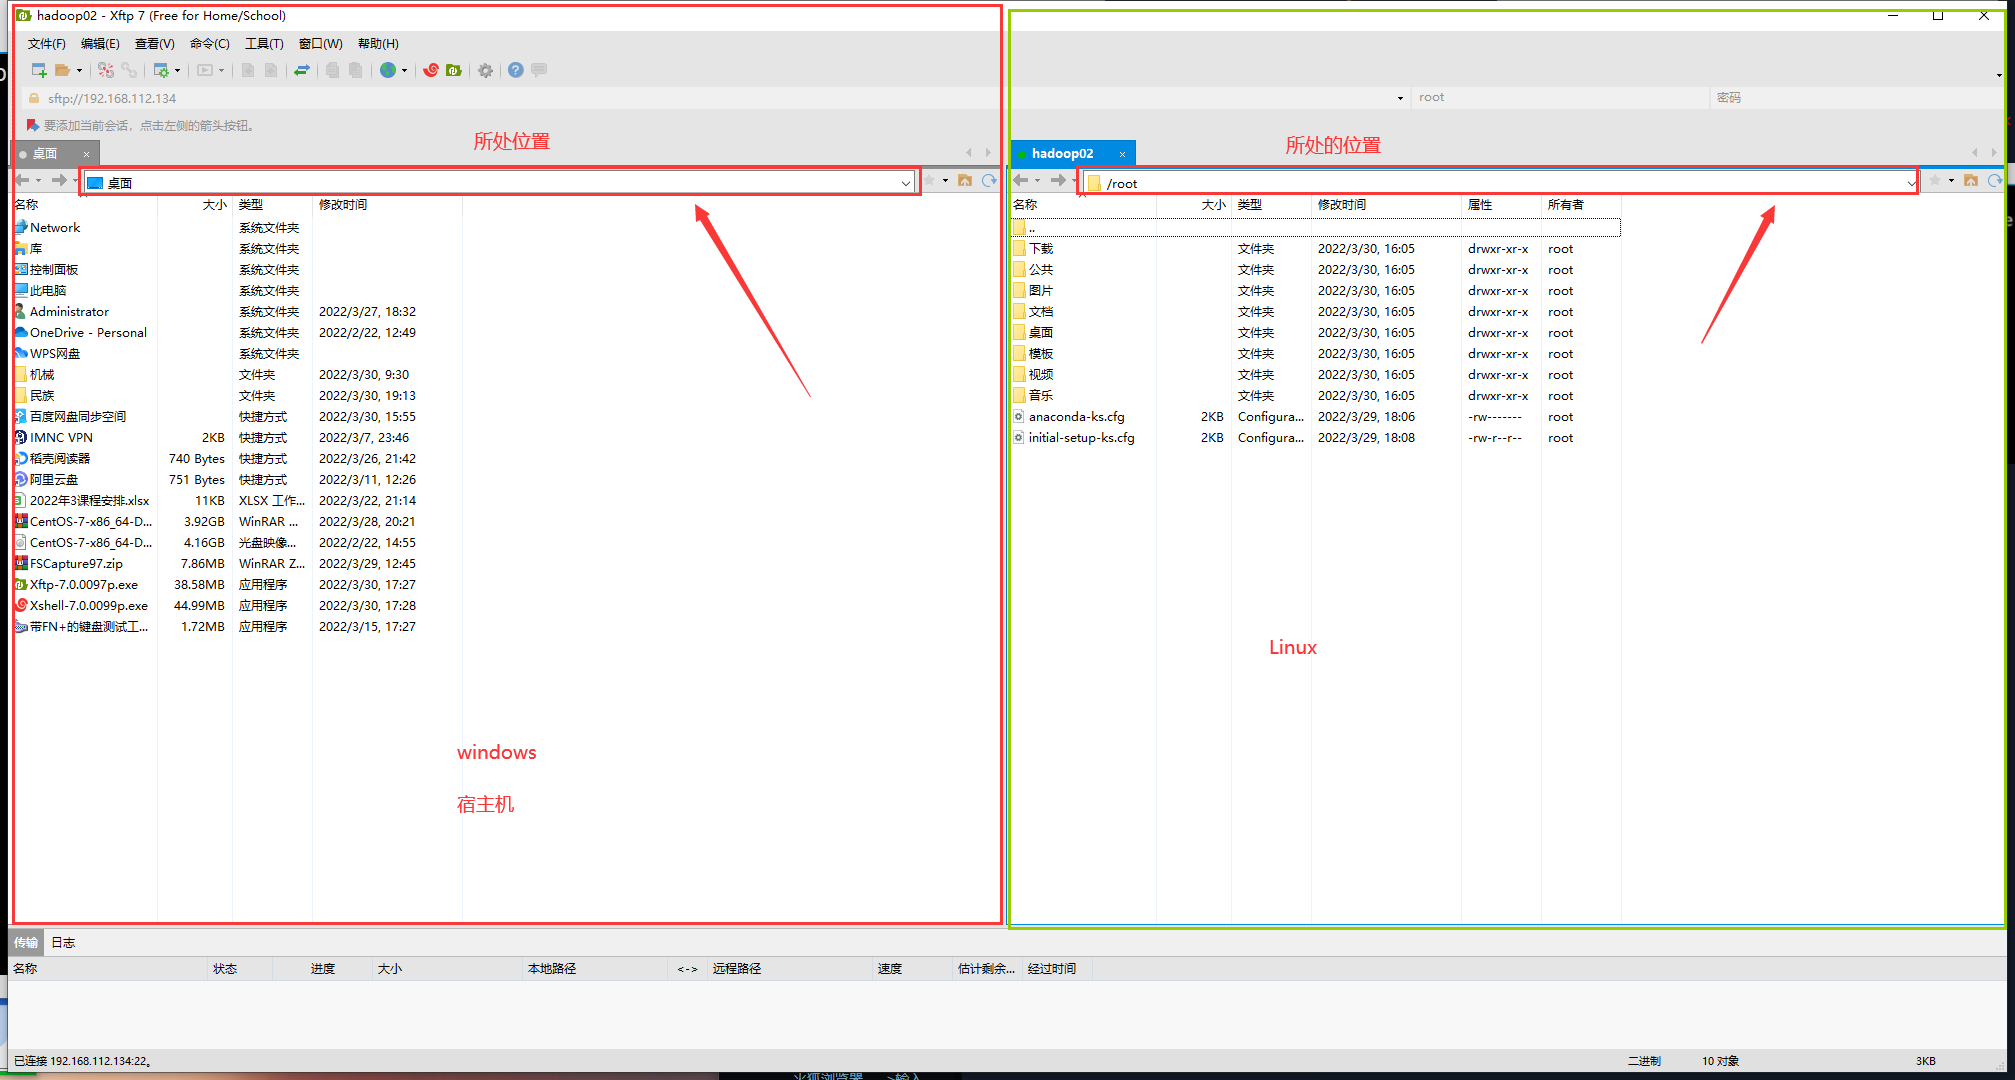 hadoop02 - Xftp 7 (Free for Home/School)
文件(F) 编辑(E) 查看(V) 命令(C) 工具(T) 窗口(W) 帮助(H)
sftp://192.168.112.134 root 密码
要添加当前会话，点击左侧的箭头按钮。
所处位置 所处的位置
桌面 hadoop02
桌面 /root
名称 大小 类型 修改时间
Network 系统文件夹
库 系统文件夹
控制面板 系统文件夹
此电脑 系统文件夹
Administrator 系统文件夹 2022/3/27, 18:32
OneDrive - Personal 系统文件夹 2022/2/22, 12:49
WPS网盘 系统文件夹
机械 文件夹 2022/3/30, 9:30
民族 文件夹 2022/3/30, 19:13
百度网盘同步空间 快捷方式 2022/3/30, 15:55
IMNC VPN 2KB 快捷方式 2022/3/7, 23:46
稻壳阅读器 740 Bytes 快捷方式 2022/3/26, 21:42
阿里云盘 751 Bytes 快捷方式 2022/3/11, 12:26
2022年3课程安排.xlsx 11KB XLSX 工作... 2022/3/22, 21:14
CentOS-7-x86_64-D... 3.92GB WinRAR ... 2022/3/28, 20:21
CentOS-7-x86_64-D... 4.16GB 光盘映像... 2022/2/22, 14:55
FSCapture97.zip 7.86MB WinRAR Z... 2022/3/29, 12:45
Xftp-7.0.0097p.exe 38.58MB 应用程序 2022/3/30, 17:27
Xshell-7.0.0099p.exe 44.99MB 应用程序 2022/3/30, 17:28
带FN+的键盘测试工... 1.72MB 应用程序 2022/3/15, 17:27
windows
宿主机
名称 大小 类型 修改时间 属性 所有者
..
下载 文件夹 2022/3/30, 16:05 drwxr-xr-x root
公共 文件夹 2022/3/30, 16:05 drwxr-xr-x root
图片 文件夹 2022/3/30, 16:05 drwxr-xr-x root
文档 文件夹 2022/3/30, 16:05 drwxr-xr-x root
桌面 文件夹 2022/3/30, 16:05 drwxr-xr-x root
模板 文件夹 2022/3/30, 16:05 drwxr-xr-x root
视频 文件夹 2022/3/30, 16:05 drwxr-xr-x root
音乐 文件夹 2022/3/30, 16:05 drwxr-xr-x root
anaconda-ks.cfg 2KB Configura... 2022/3/29, 18:06 -rw------- root
initial-setup-ks.cfg 2KB Configura... 2022/3/29, 18:08 -rw-r--r-- root
Linux
传输 日志
名称 状态 进度 大小 本地路径 <-> 远程路径 速度 估计剩余... 经过时间
已连接 192.168.112.134:22。 二进制 10 对象 3KB